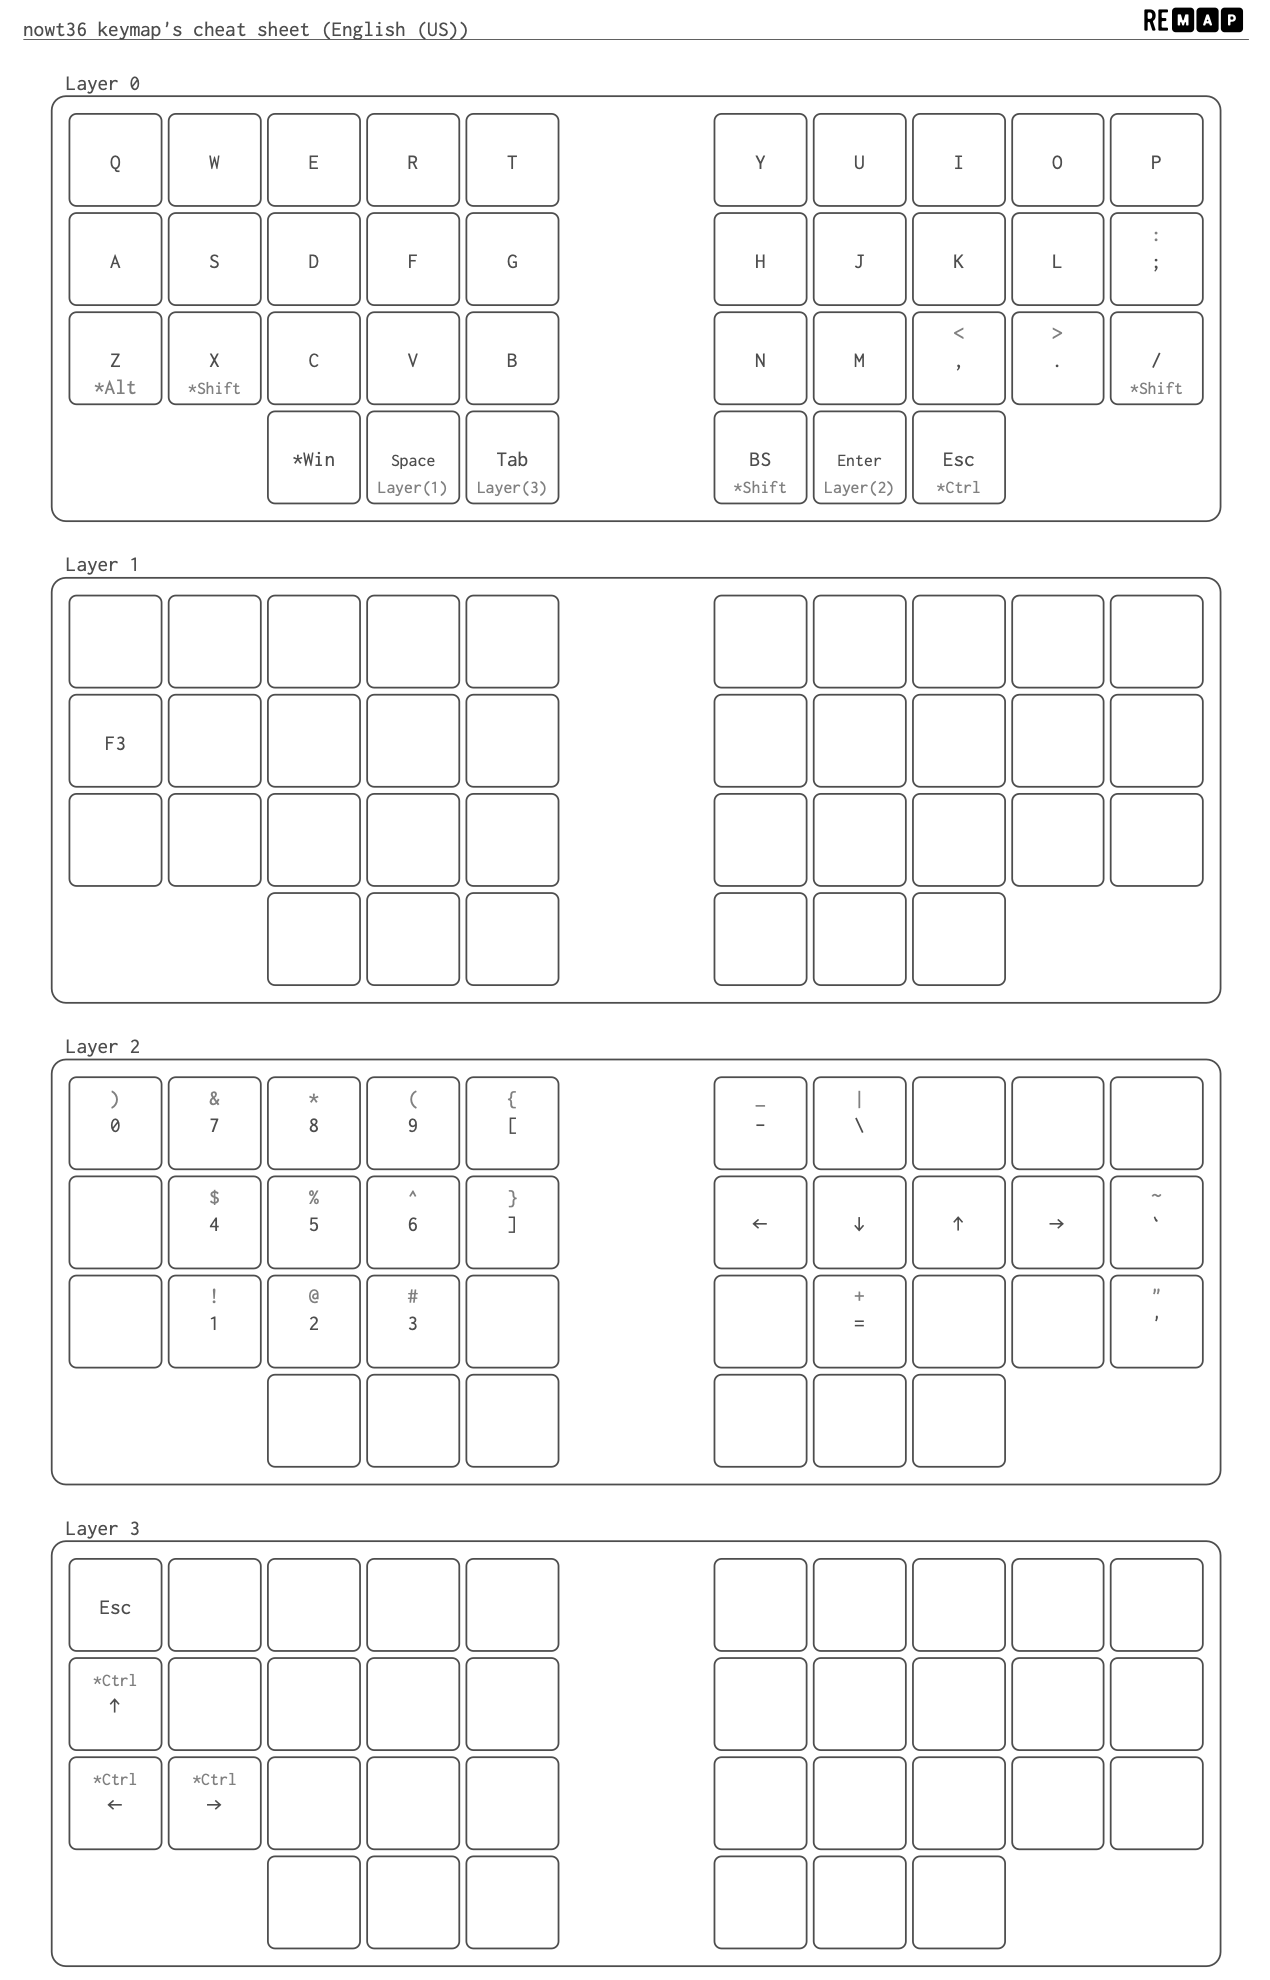 nowt36 keymap's cheat sheet (English (US)) REMAP
Layer 0
Q W E R T Y U I O P
:
A S D F G H J K L ;
< >
Z X C V B N M , . /
*Alt *Shift *Shift
*Win Space Tab BS Enter Esc
Layer(1) Layer(3) *Shift Layer(2) *Ctrl
Layer 1
F3
Layer 2
) & * ( { _ |
0 7 8 9 [ - \
$ % ^ } ~
4 5 6 ] ← ↓ ↑ → `
! @ # + "
1 2 3 = '
Layer 3
Esc
*Ctrl
↑
*Ctrl *Ctrl
← →